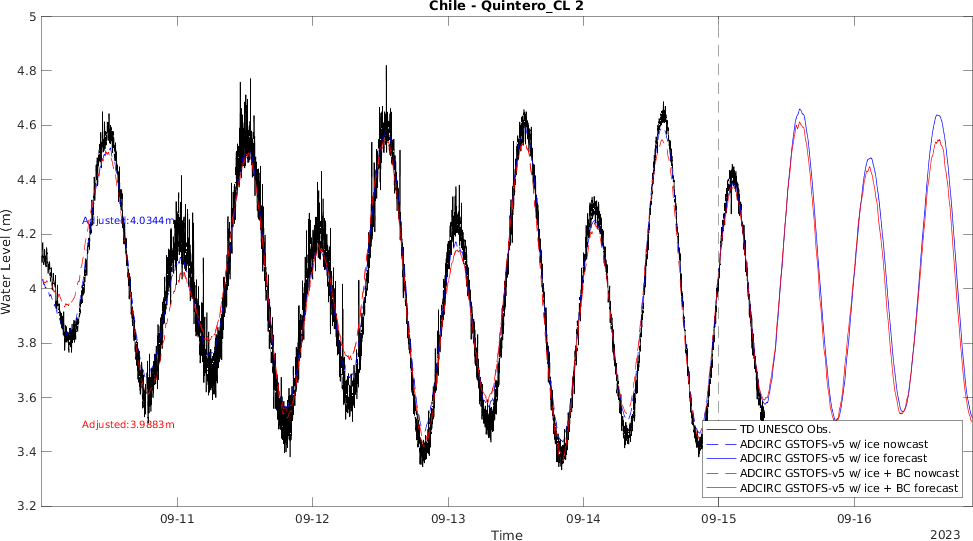 Chile - Quintero_CL 2
5
4.8
4.6
4.4
4.2
4
3.8
3.6
3.4
3.2
Water Level (m)
Adjusted:4.0344m
Adjusted:3.9883m
TD UNESCO Obs.
ADCIRC GSTOFS-v5 w/ ice nowcast
ADCIRC GSTOFS-v5 w/ ice forecast
ADCIRC GSTOFS-v5 w/ ice + BC nowcast
ADCIRC GSTOFS-v5 w/ ice + BC forecast
09-11
09-12
09-13
09-14
09-15
09-16
Time
2023